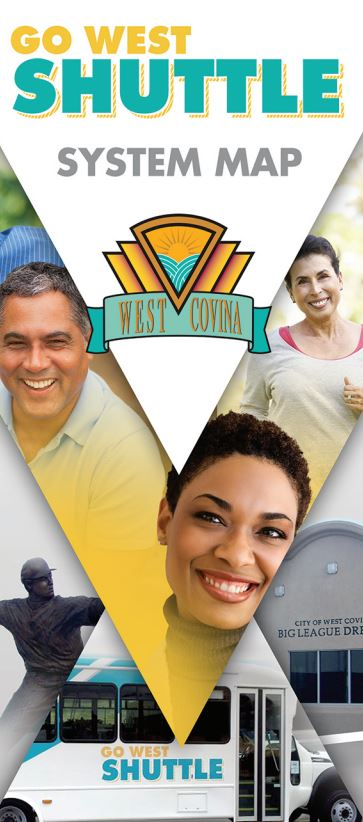 GO WEST
SHUTTLE
SYSTEM MAP
WEST COVINA
CITY OF WEST COVI
BIG LEAGUE DRE
GO WEST
SHUTTLE